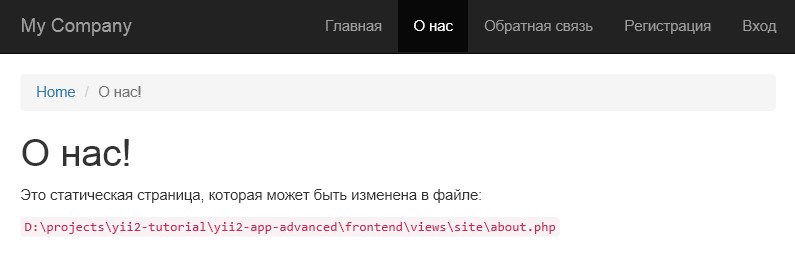 My Company Главная О нас Обратная связь Регистрация Вход
Home / О нас!
О нас!
Это статическая страница, которая может быть изменена в файле:
D:\projects\yii2-tutorial\yii2-app-advanced\frontend\views\site\about.php